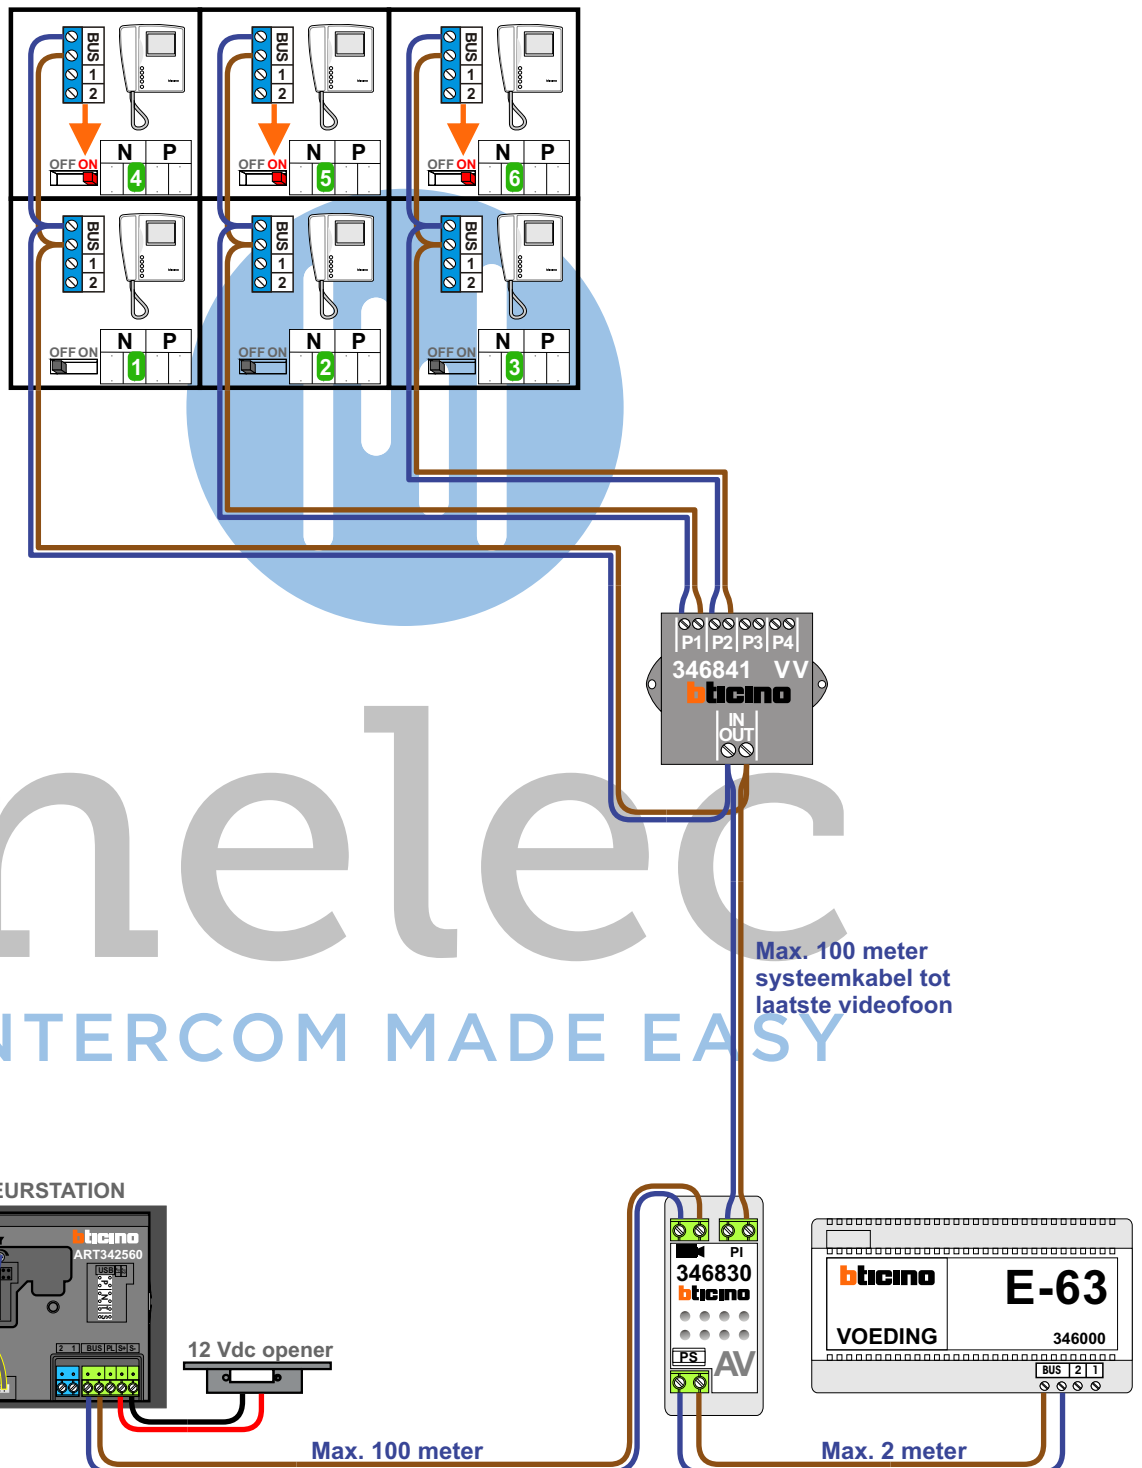 BUS 1 2
BUS 1 2
BUS 1 2
OFF ON N P
4
OFF ON N P
5
OFF ON N P
6
BUS 1 2
BUS 1 2
BUS 1 2
OFF ON N P
1
OFF ON N P
2
OFF ON N P
3
P1 P2 P3 P4
346841 VV
bticino
IN
OUT
melec
Max. 100 meter
systeemkabel tot
laatste videofoon
NTERCOM MADE EASY
EURSTATION
bticino
ART342560
USB
P
N
S
2 1 BUS PL S+ S-
12 Vdc opener
Max. 100 meter
PI
346830
bticino
PS
AV
bticino
E-63
VOEDING
346000
BUS 2 1
Max. 2 meter